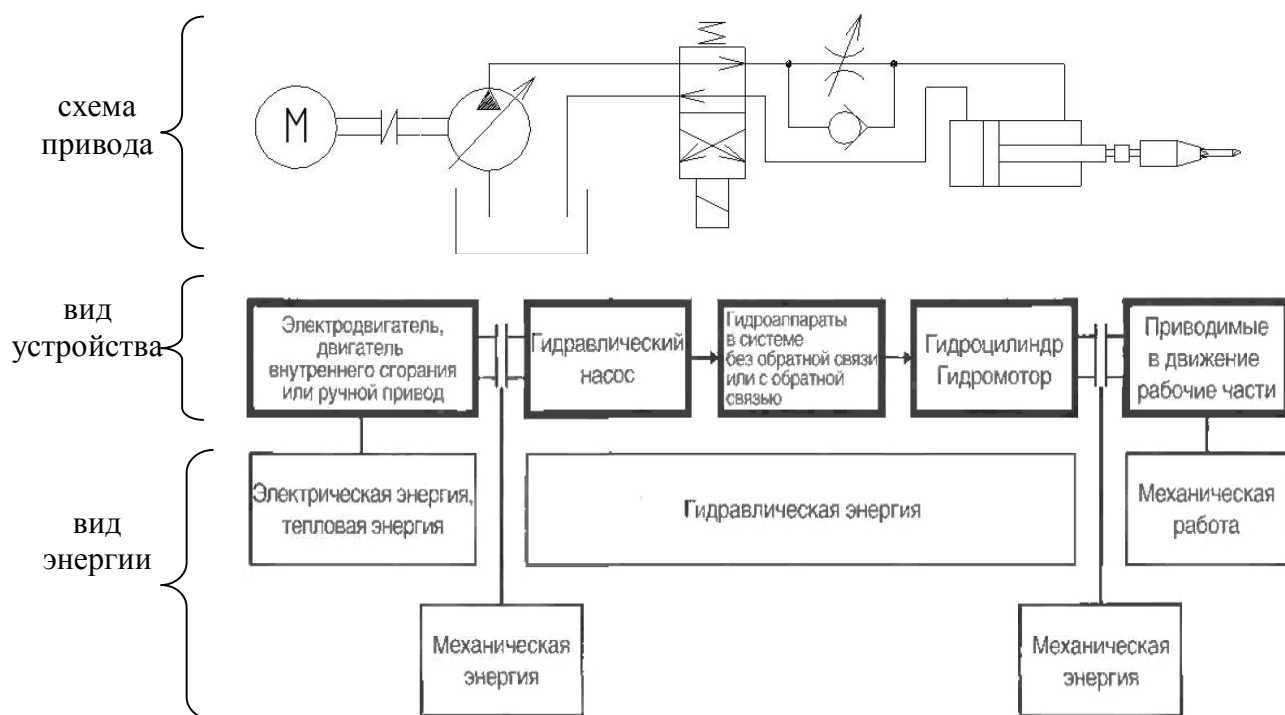 схема
привода
M
вид
устройства
Электродвигатель,
двигатель
внутреннего сгорания
или ручной привод
Гидравлический
насос
Гидроаппараты
в системе
без обратной связи
или с обратной
связью
Гидроцилиндр
Гидромотор
Приводимые
в движение
рабочие части
вид
энергии
Электрическая энергия,
тепловая энергия
Гидравлическая энергия
Механическая
работа
Механическая
энергия
Механическая
энергия